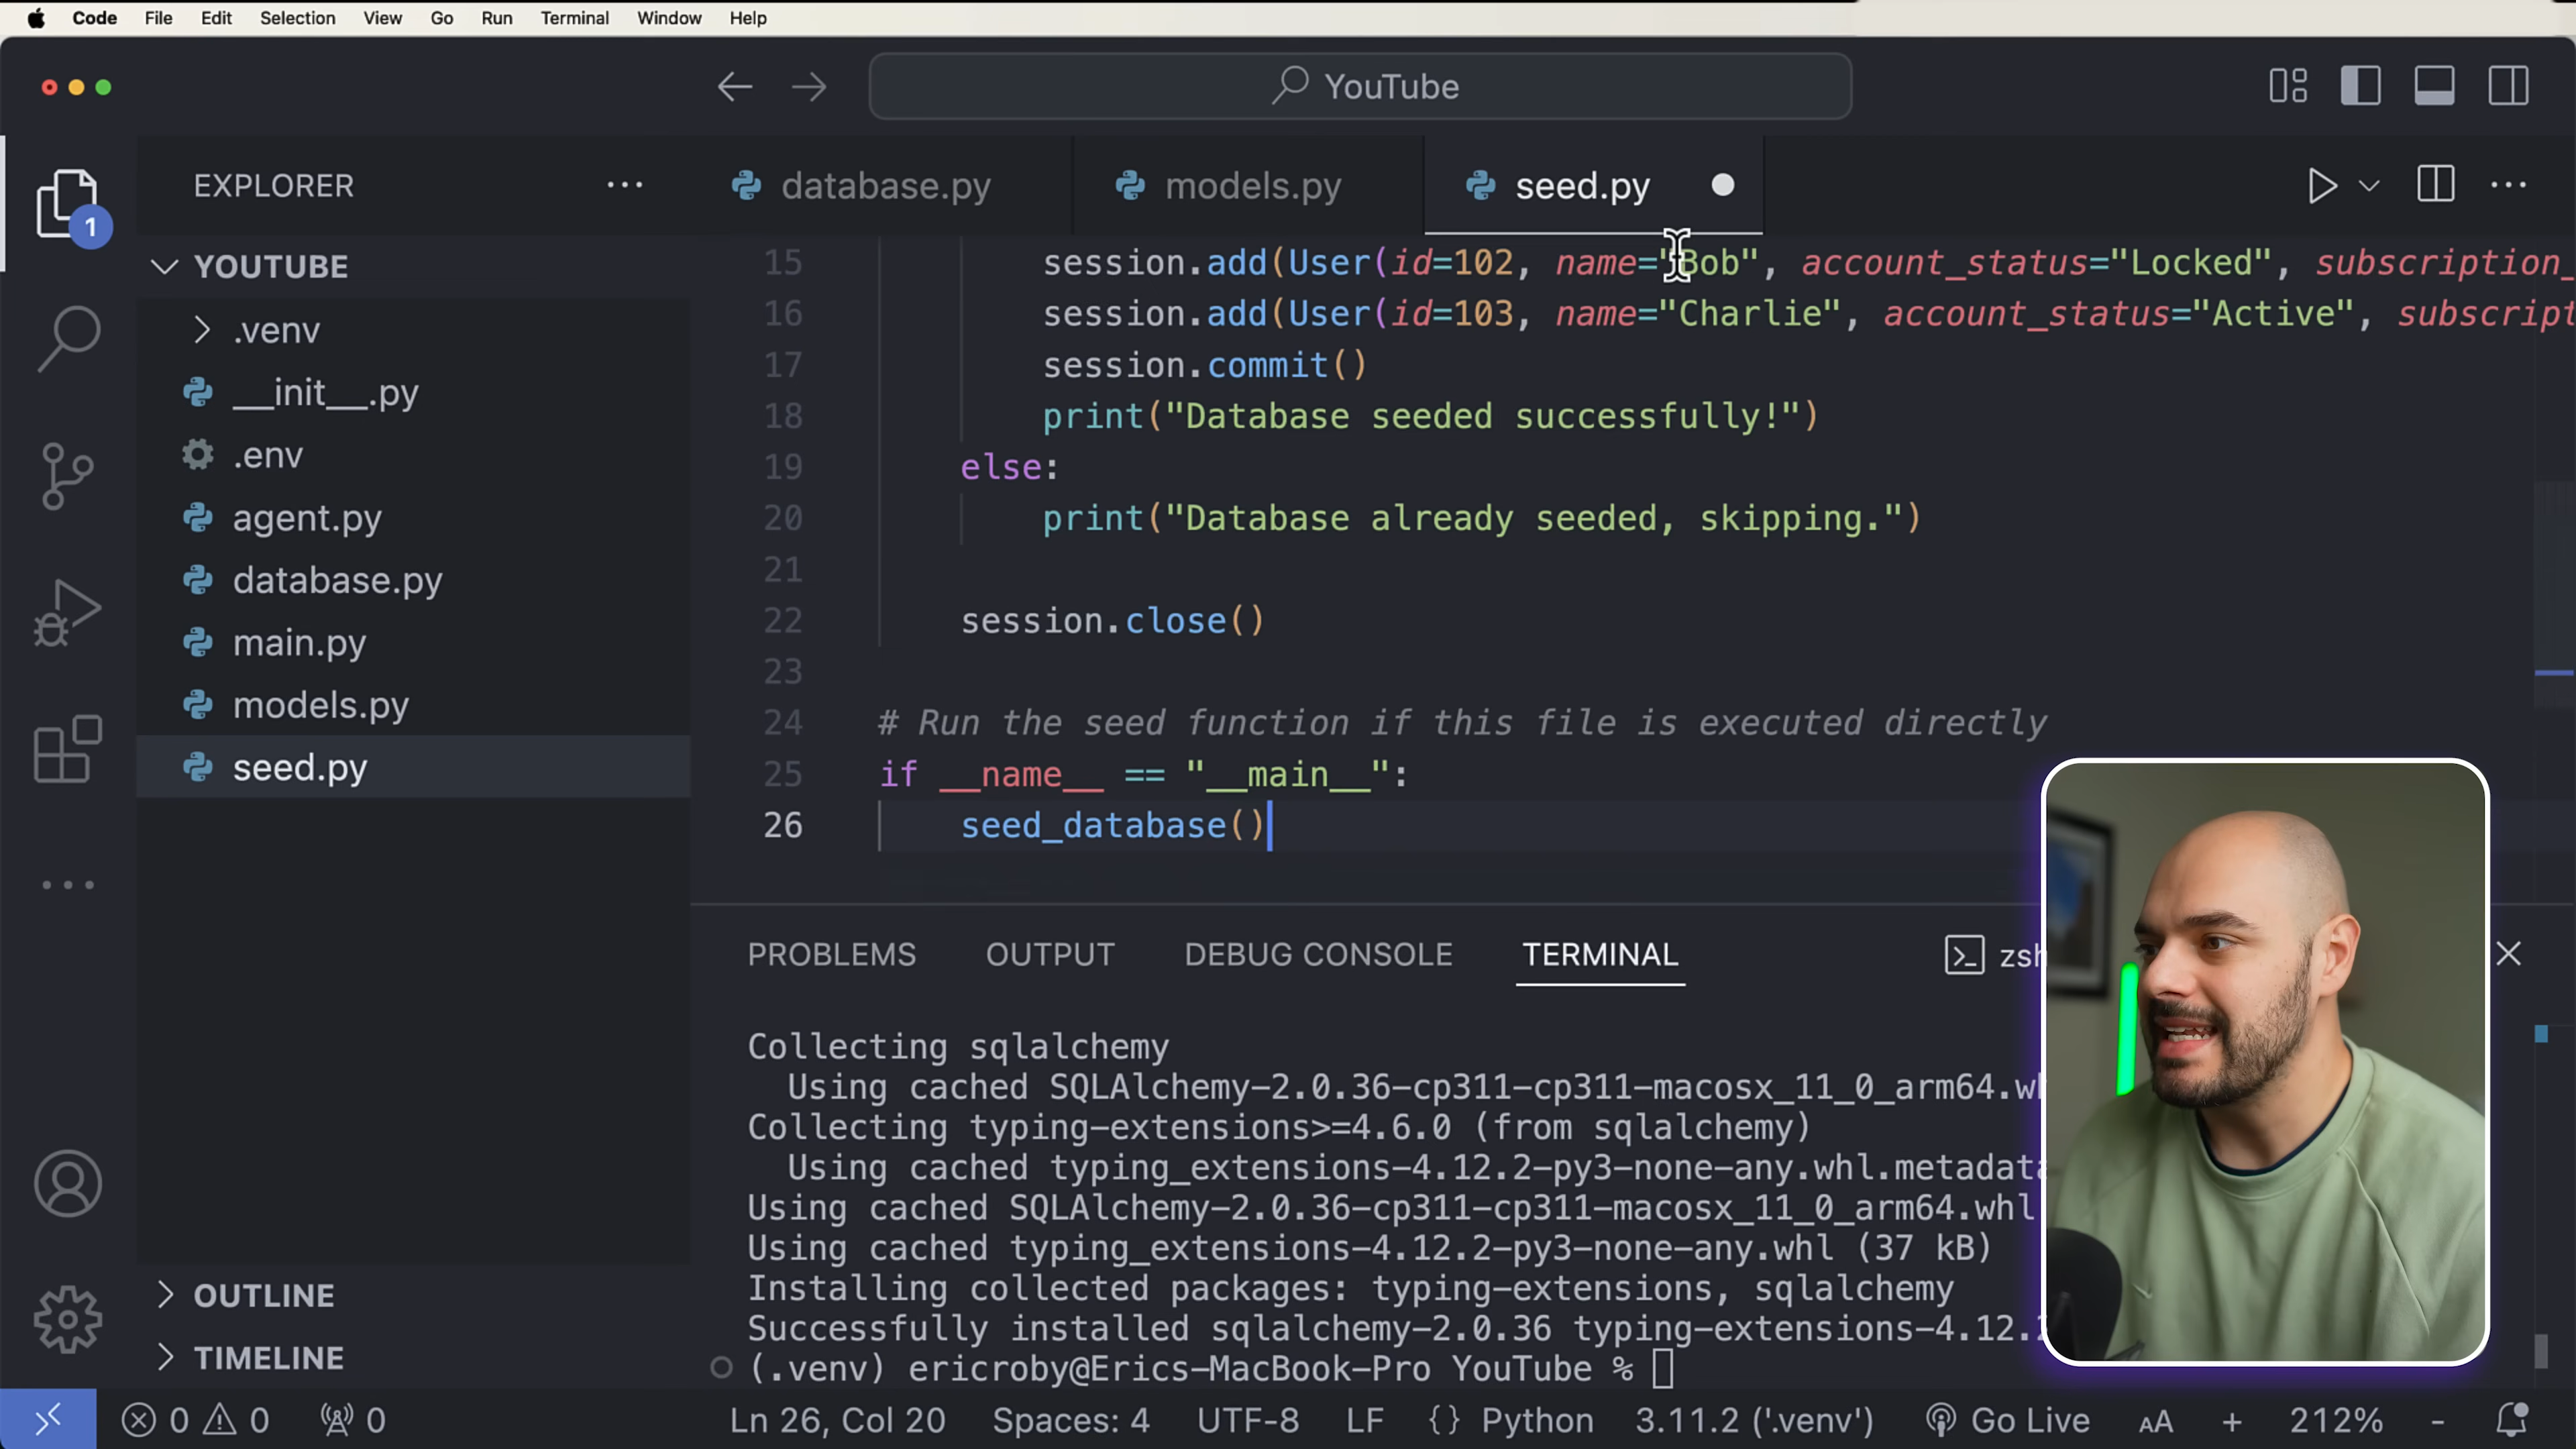 Code File Edit Selection View Go Run Terminal Window Help
YouTube
EXPLORER
database.py models.py seed.py
1
YOUTUBE
.venv
__init__.py
.env
agent.py
database.py
main.py
models.py
seed.py
OUTLINE
TIMELINE
15 session.add(User(id=102, name="Bob", account_status="Locked", subscription_
16 session.add(User(id=103, name="Charlie", account_status="Active", subscript
17 session.commit()
18 print("Database seeded successfully!")
19 else:
20 print("Database already seeded, skipping.")
21
22 session.close()
23
24 # Run the seed function if this file is executed directly
25 if __name__ == "__main__":
26 seed_database()
PROBLEMS OUTPUT DEBUG CONSOLE TERMINAL zsh
Collecting sqlalchemy
Using cached SQLAlchemy-2.0.36-cp311-cp311-macosx_11_0_arm64.wh
Collecting typing-extensions>=4.6.0 (from sqlalchemy)
Using cached typing_extensions-4.12.2-py3-none-any.whl.metadata
Using cached SQLAlchemy-2.0.36-cp311-cp311-macosx_11_0_arm64.whl
Using cached typing_extensions-4.12.2-py3-none-any.whl (37 kB)
Installing collected packages: typing-extensions, sqlalchemy
Successfully installed sqlalchemy-2.0.36 typing-extensions-4.12.2
(.venv) ericroby@Erics-MacBook-Pro YouTube %
0 0 0 Ln 26, Col 20 Spaces: 4 UTF-8 LF {} Python 3.11.2 ('.venv') Go Live AA + 212% -